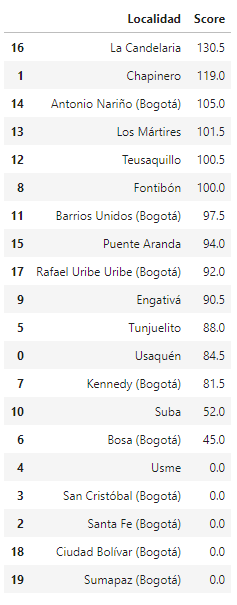 Localidad Score
16 La Candelaria 130.5
1 Chapinero 119.0
14 Antonio Nariño (Bogotá) 105.0
13 Los Mártires 101.5
12 Teusaquillo 100.5
8 Fontibón 100.0
11 Barrios Unidos (Bogotá) 97.5
15 Puente Aranda 94.0
17 Rafael Uribe Uribe (Bogotá) 92.0
9 Engativá 90.5
5 Tunjuelito 88.0
0 Usaquén 84.5
7 Kennedy (Bogotá) 81.5
10 Suba 52.0
6 Bosa (Bogotá) 45.0
4 Usme 0.0
3 San Cristóbal (Bogotá) 0.0
2 Santa Fe (Bogotá) 0.0
18 Ciudad Bolívar (Bogotá) 0.0
19 Sumapaz (Bogotá) 0.0